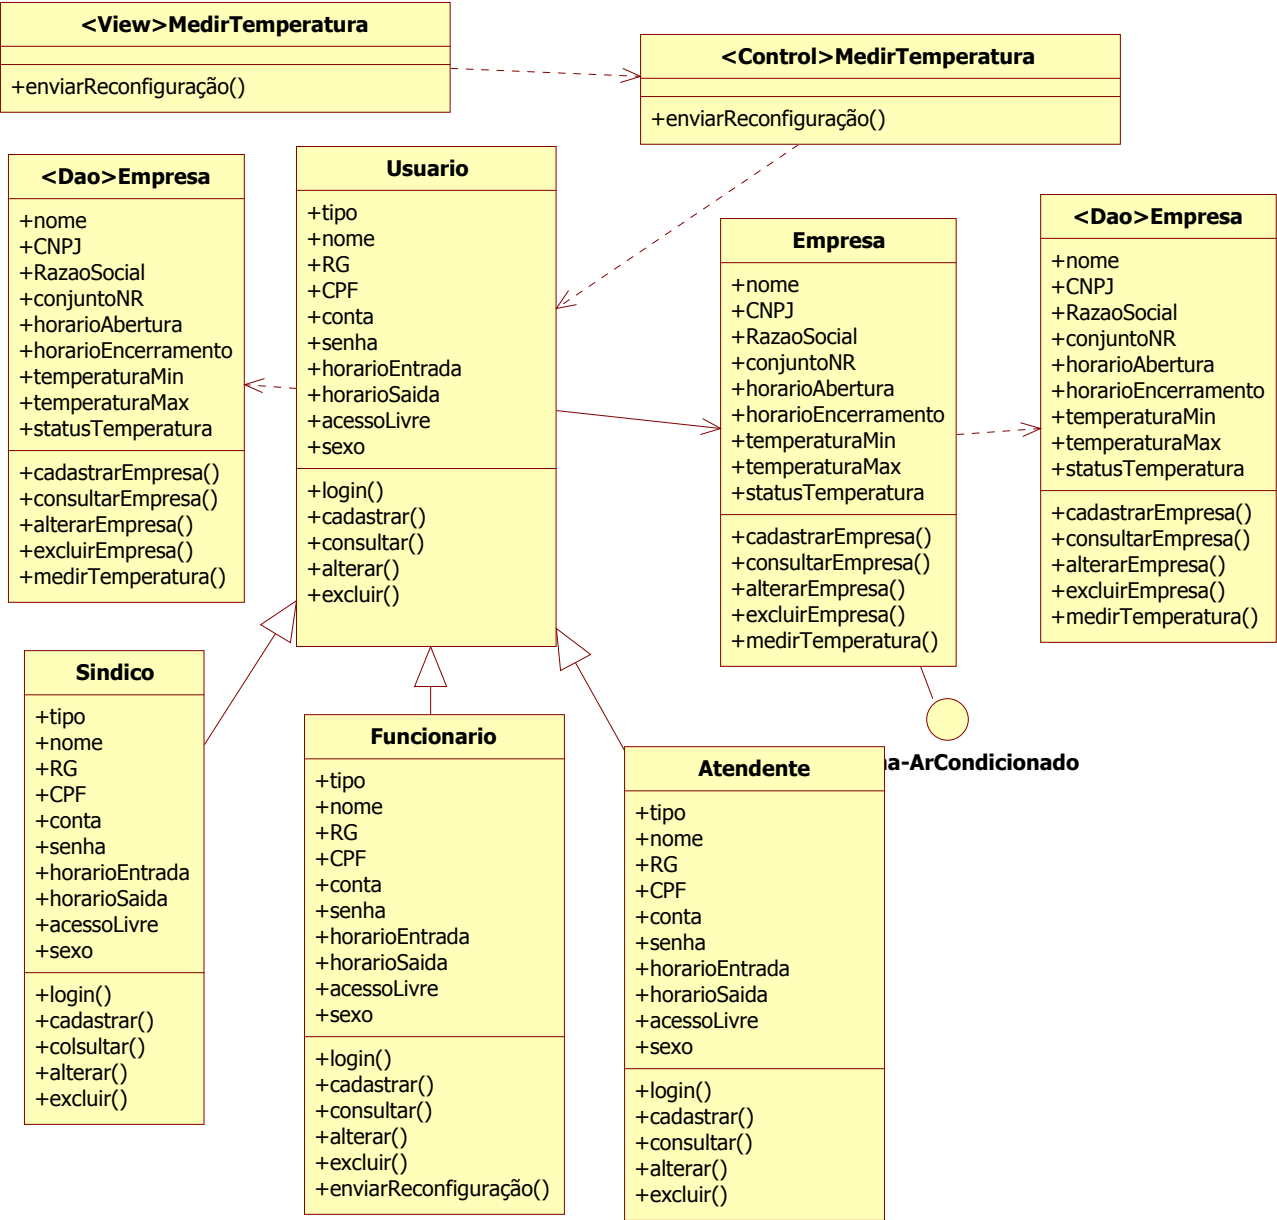 <View>MedirTemperatura
+enviarReconfiguração()
<Control>MedirTemperatura
+enviarReconfiguração()
<Dao>Empresa
+nome
+CNPJ
+RazaoSocial
+conjuntoNR
+horarioAbertura
+horarioEncerramento
+temperaturaMin
+temperaturaMax
+statusTemperatura
+cadastrarEmpresa()
+consultarEmpresa()
+alterarEmpresa()
+excluirEmpresa()
+medirTemperatura()
Usuario
+tipo
+nome
+RG
+CPF
+conta
+senha
+horarioEntrada
+horarioSaida
+acessoLivre
+sexo
+login()
+cadastrar()
+consultar()
+alterar()
+excluir()
Empresa
+nome
+CNPJ
+RazaoSocial
+conjuntoNR
+horarioAbertura
+horarioEncerramento
+temperaturaMin
+temperaturaMax
+statusTemperatura
+cadastrarEmpresa()
+consultarEmpresa()
+alterarEmpresa()
+excluirEmpresa()
+medirTemperatura()
<Dao>Empresa
+nome
+CNPJ
+RazaoSocial
+conjuntoNR
+horarioAbertura
+horarioEncerramento
+temperaturaMin
+temperaturaMax
+statusTemperatura
+cadastrarEmpresa()
+consultarEmpresa()
+alterarEmpresa()
+excluirEmpresa()
+medirTemperatura()
Sindico
+tipo
+nome
+RG
+CPF
+conta
+senha
+horarioEntrada
+horarioSaida
+acessoLivre
+sexo
+login()
+cadastrar()
+colsultar()
+alterar()
+excluir()
Funcionario
+tipo
+nome
+RG
+CPF
+conta
+senha
+horarioEntrada
+horarioSaida
+acessoLivre
+sexo
+login()
+cadastrar()
+consultar()
+alterar()
+excluir()
+enviarReconfiguração()
Atendente
+tipo
+nome
+RG
+CPF
+conta
+senha
+horarioEntrada
+horarioSaida
+acessoLivre
+sexo
+login()
+cadastrar()
+consultar()
+alterar()
+excluir()
-ArCondicionado